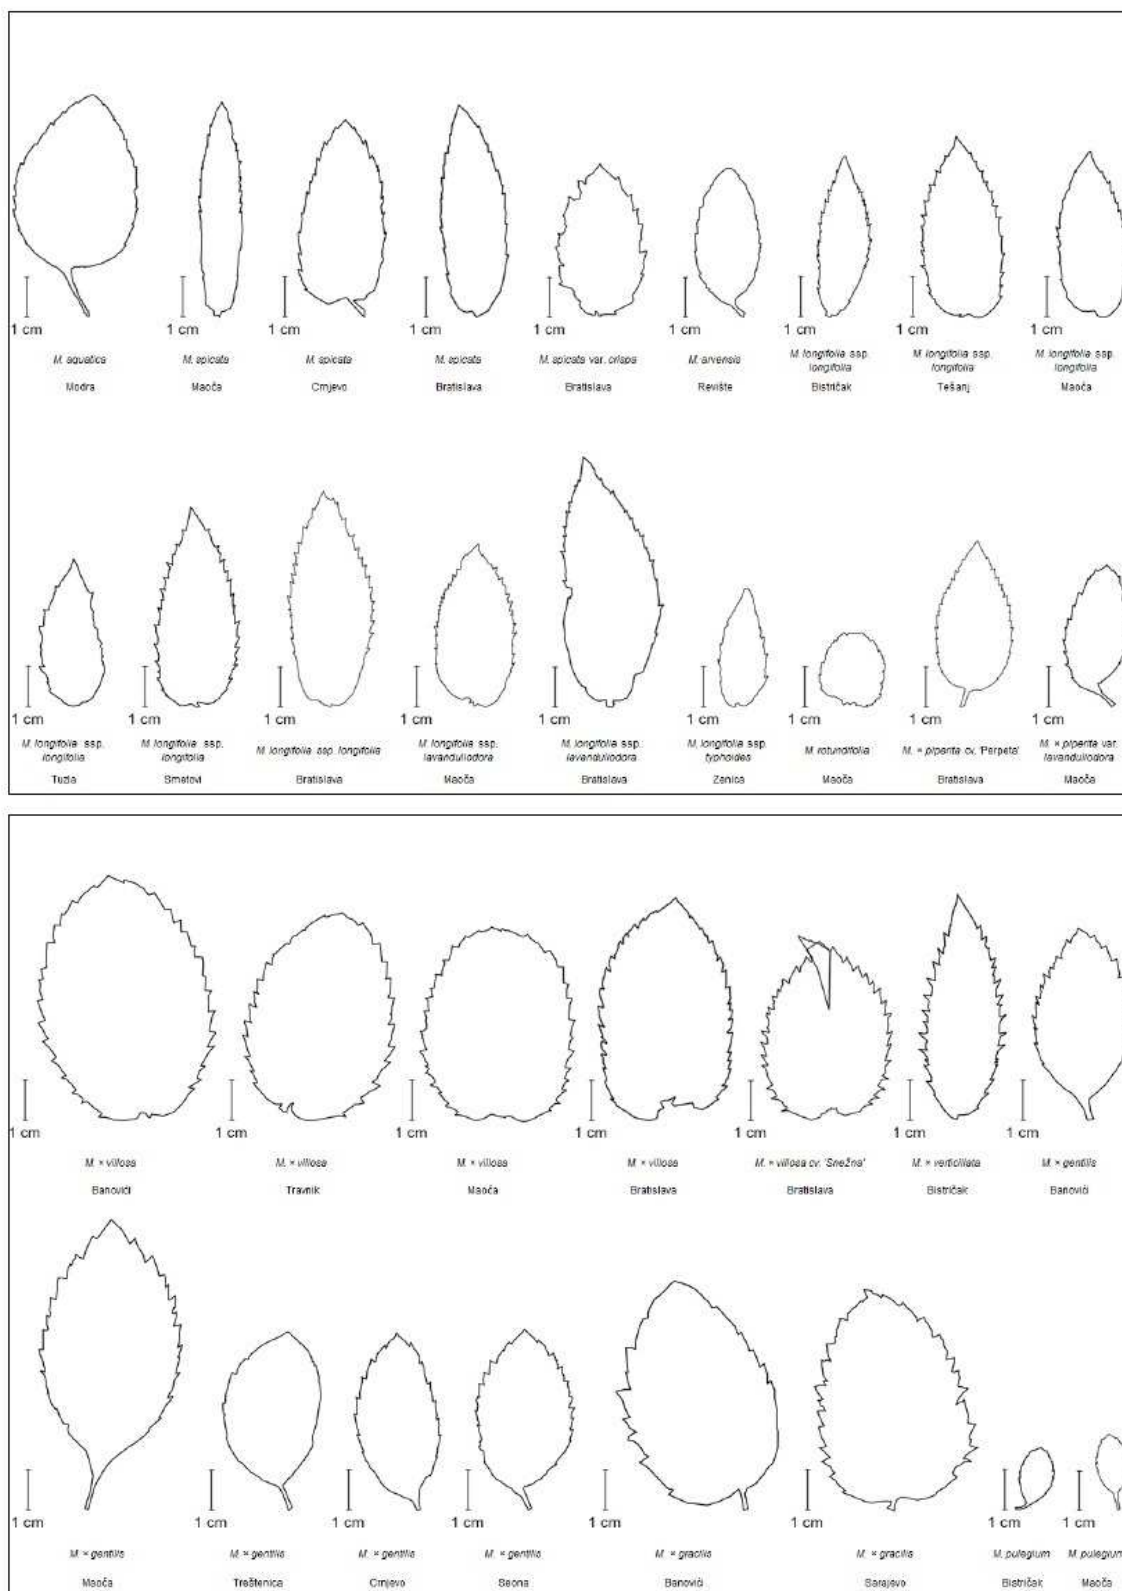 1 cm 1 cm 1 cm 1 cm 1 cm 1 cm 1 cm 1 cm 1 cm
M. aquatica M. spicata M. spicata M. spicata M. spicata var. crispa M. arvensis M. longifolia ssp. M. longifolia ssp. M. longifolia ssp.
longifolia longifolia longifolia
Modra Maoča Crnjevo Bratislava Bratislava Revište Bistričak Tešanj Maoča
1 cm 1 cm 1 cm 1 cm 1 cm 1 cm 1 cm 1 cm 1 cm
M. longifolia ssp. M. longifolia ssp. M. longifolia ssp. longifolia M. longifolia ssp. M. longifolia ssp. M. longifolia ssp. M. rotundifolia M. × piperita cv. 'Perpeta' M. × piperita var.
longifolia longifolia lavanduliodora lavanduliodora typhoides lavanduliodora
Tuzla Smetovi Bratislava Maoča Bratislava Zenica Maoča Bratislava Maoča
1 cm 1 cm 1 cm 1 cm 1 cm 1 cm 1 cm
M. × villosa M. × villosa M. × villosa M. × villosa M. × villosa cv. 'Snežna' M. × verticillata M. × gentilis
Banovići Travnik Maoča Bratislava Bratislava Bistričak Banovići
1 cm 1 cm 1 cm 1 cm 1 cm 1 cm 1 cm 1 cm
M. × gentilis M. × gentilis M. × gentilis M. × gentilis M. × gracilis M. × gracilis M. pulegium M. pulegium
Maoča Treštenica Crnjevo Seona Banovići Sarajevo Bistričak Maoča